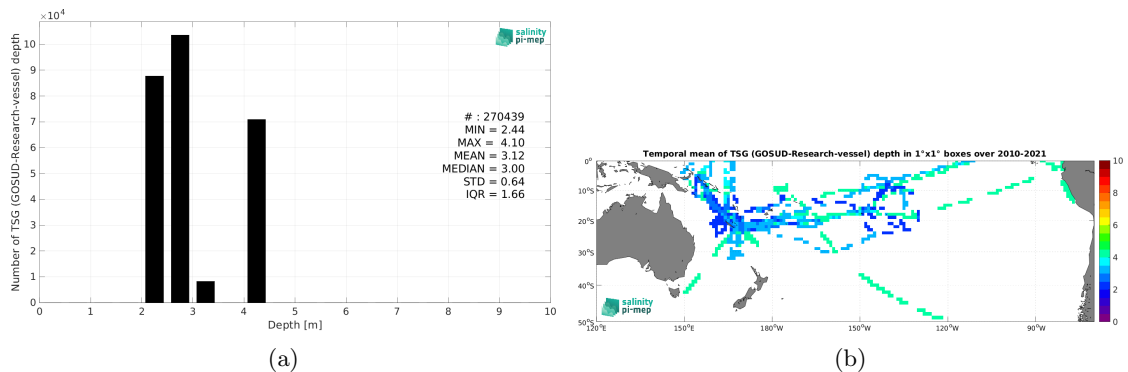 ×10⁴
Number of TSG (GOSUD-Research-vessel) depth
10
9
8
7
6
5
4
3
2
1
0
0 1 2 3 4 5 6 7 8 9 10
Depth [m]
salinity
pi-mep
# : 270439
MIN = 2.44
MAX = 4.10
MEAN = 3.12
MEDIAN = 3.00
STD = 0.64
IQR = 1.66
(a)
Temporal mean of TSG (GOSUD-Research-vessel) depth in 1°x1° boxes over 2010-2021
0°
10°S
20°S
30°S
40°S
50°S
120°E 150°E 180°W 150°W 120°W 90°W
salinity
pi-mep
10
8
6
4
2
0
(b)